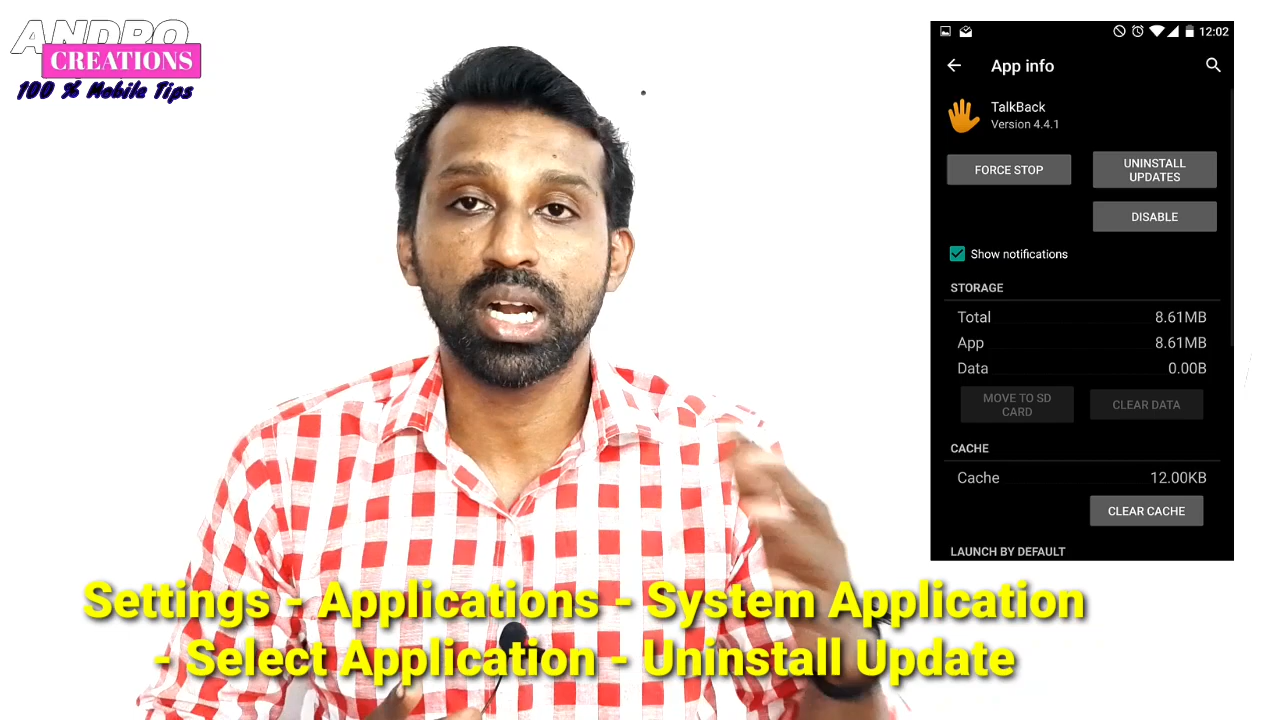 ANDRO
CREATIONS
100 % Mobile Tips
12:02
App info
TalkBack
Version 4.4.1
FORCE STOP
UNINSTALL
UPDATES
DISABLE
Show notifications
STORAGE
Total 8.61MB
App 8.61MB
Data 0.00B
MOVE TO SD
CARD
CLEAR DATA
CACHE
Cache 12.00KB
CLEAR CACHE
LAUNCH BY DEFAULT
Settings - Applications - System Application
- Select Application - Uninstall Update